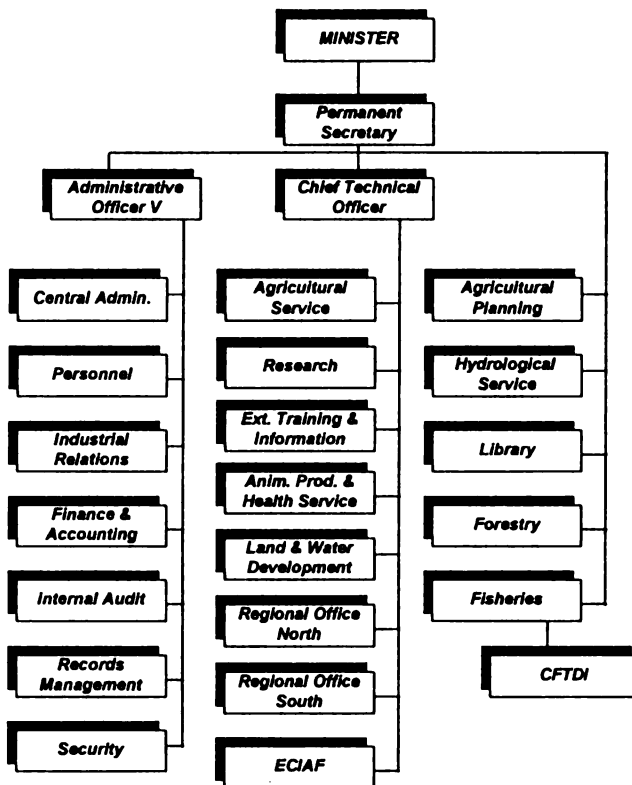 MINISTER
Permanent
Secretary
Administrative
Officer V
Chief Technical
Officer
Central Admin.
Personnel
Industrial
Relations
Finance &
Accounting
Internal Audit
Records
Management
Security
Agricultural
Service
Research
Ext. Training &
Information
Anim. Prod. &
Health Service
Land & Water
Development
Regional Office
North
Regional Office
South
ECIAF
Agricultural
Planning
Hydrological
Service
Library
Forestry
Fisheries
CFTDI